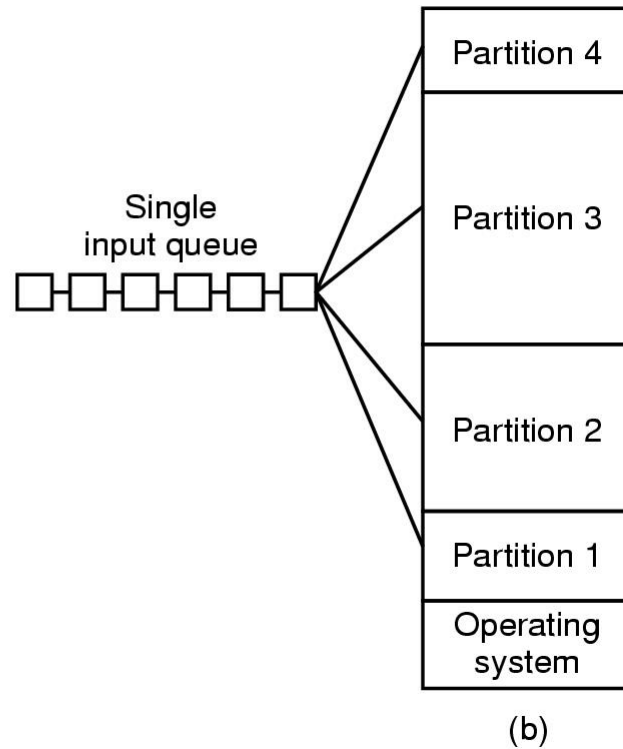 Partition 4
Single
input queue
Partition 3
Partition 2
Partition 1
Operating
system
(b)